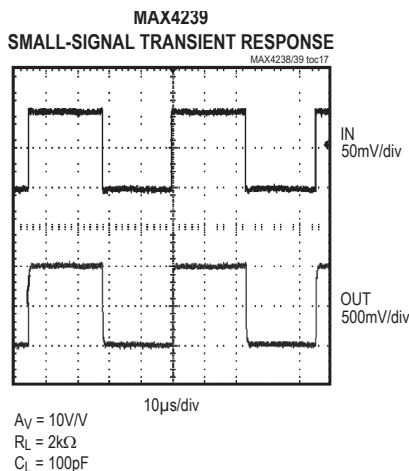 MAX4239
SMALL-SIGNAL TRANSIENT RESPONSE
MAX4238/39 toc17
IN
50mV/div
OUT
500mV/div
10μs/div
AV = 10V/V
RL = 2kΩ
CL = 100pF